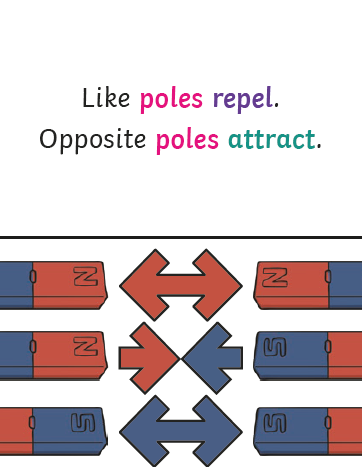 Like poles repel.
Opposite poles attract.
N N
N S
S S